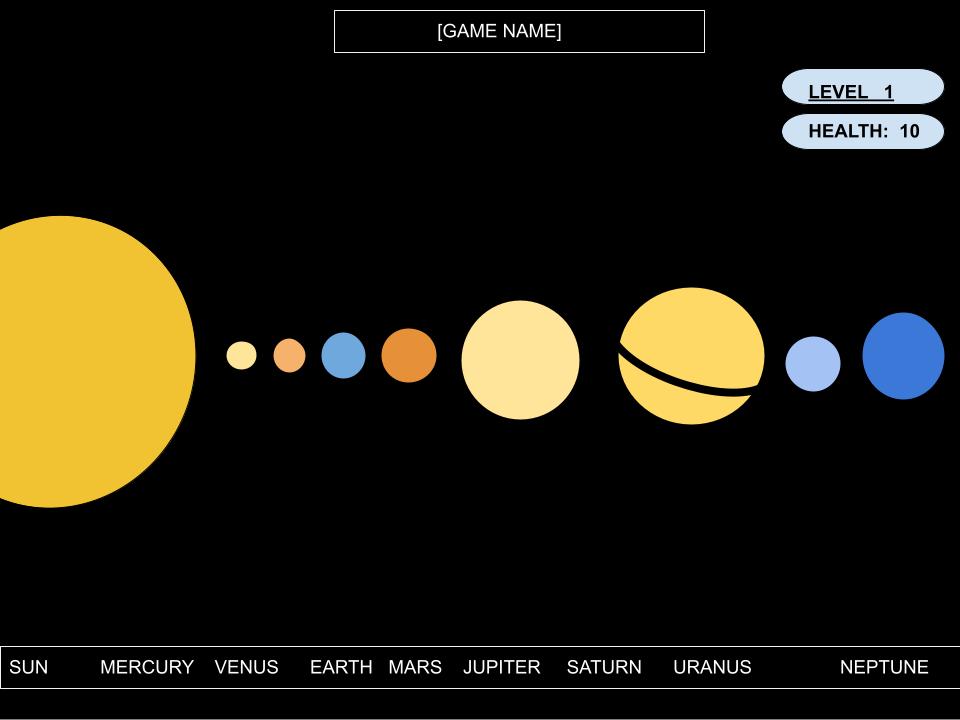 [GAME NAME]
LEVEL 1
HEALTH: 10
SUN MERCURY VENUS EARTH MARS JUPITER SATURN URANUS NEPTUNE